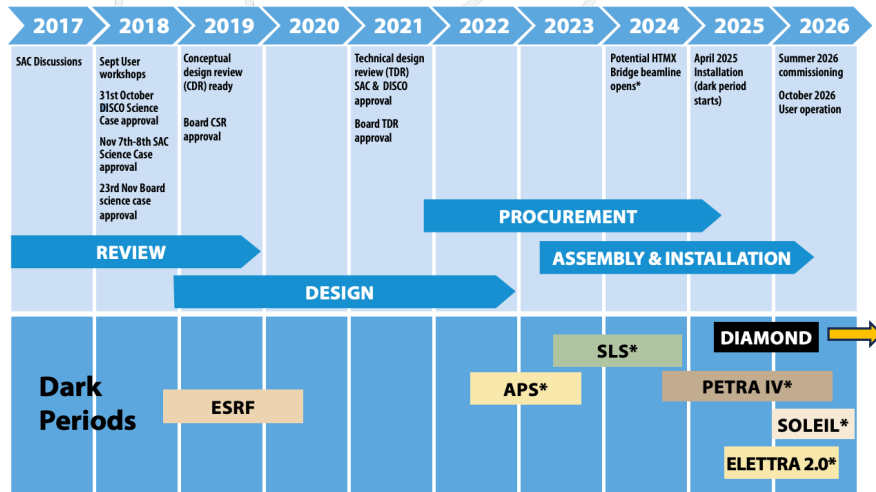 2017 2018 2019 2020 2021 2022 2023 2024 2025 2026
SAC Discussions
Sept User
workshops
31st October
DISCO Science
Case approval
Nov 7th-8th SAC
Science Case
approval
23rd Nov Board
science case
approval
Conceptual
design review
(CDR) ready
Board CSR
approval
Technical design
review (TDR)
SAC & DISCO
approval
Board TDR
approval
Potential HTMX
Bridge beamline
opens*
April 2025
Installation
(dark period
starts)
Summer 2026
commissioning
October 2026
User operation
PROCUREMENT
REVIEW
ASSEMBLY & INSTALLATION
DESIGN
Dark
Periods
DIAMOND
SLS*
PETRA IV*
APS*
ESRF
SOLEIL*
ELETTRA 2.0*